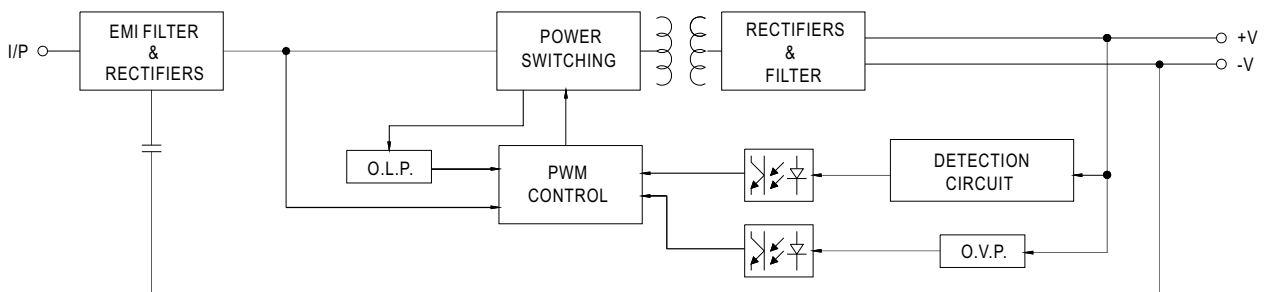 I/P
EMI FILTER
&
RECTIFIERS
POWER
SWITCHING
RECTIFIERS
&
FILTER
+V
-V
O.L.P.
PWM
CONTROL
DETECTION
CIRCUIT
O.V.P.